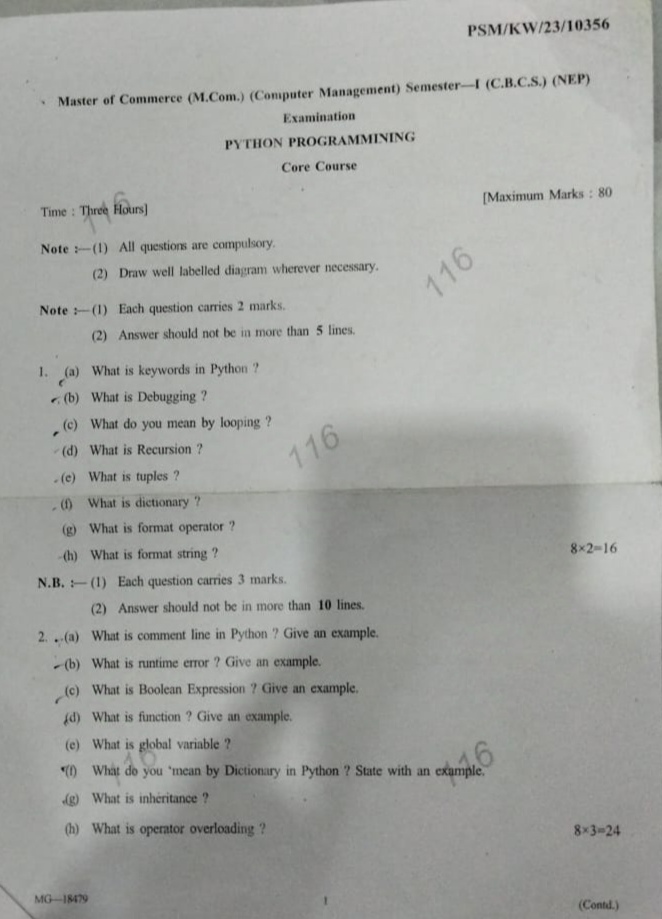 PSM/KW/23/10356
Master of Commerce (M.Com.) (Computer Management) Semester—I (C.B.C.S.) (NEP)
Examination
PYTHON PROGRAMMINING
Core Course
Time : Three Hours]
[Maximum Marks : 80
Note :—(1) All questions are compulsory.
(2) Draw well labelled diagram wherever necessary.
Note :—(1) Each question carries 2 marks.
(2) Answer should not be in more than 5 lines.
1. (a) What is keywords in Python ?
(b) What is Debugging ?
(c) What do you mean by looping ?
(d) What is Recursion ?
(e) What is tuples ?
(f) What is dictionary ?
(g) What is format operator ?
(h) What is format string ? 8×2=16
N.B. :—(1) Each question carries 3 marks.
(2) Answer should not be in more than 10 lines.
2. (a) What is comment line in Python ? Give an example.
(b) What is runtime error ? Give an example.
(c) What is Boolean Expression ? Give an example.
(d) What is function ? Give an example.
(e) What is global variable ?
(f) What do you 'mean by Dictionary in Python ? State with an example.
(g) What is inheritance ?
(h) What is operator overloading ? 8×3=24
MG—18479
1
(Contd.)
116
116
116
116
116